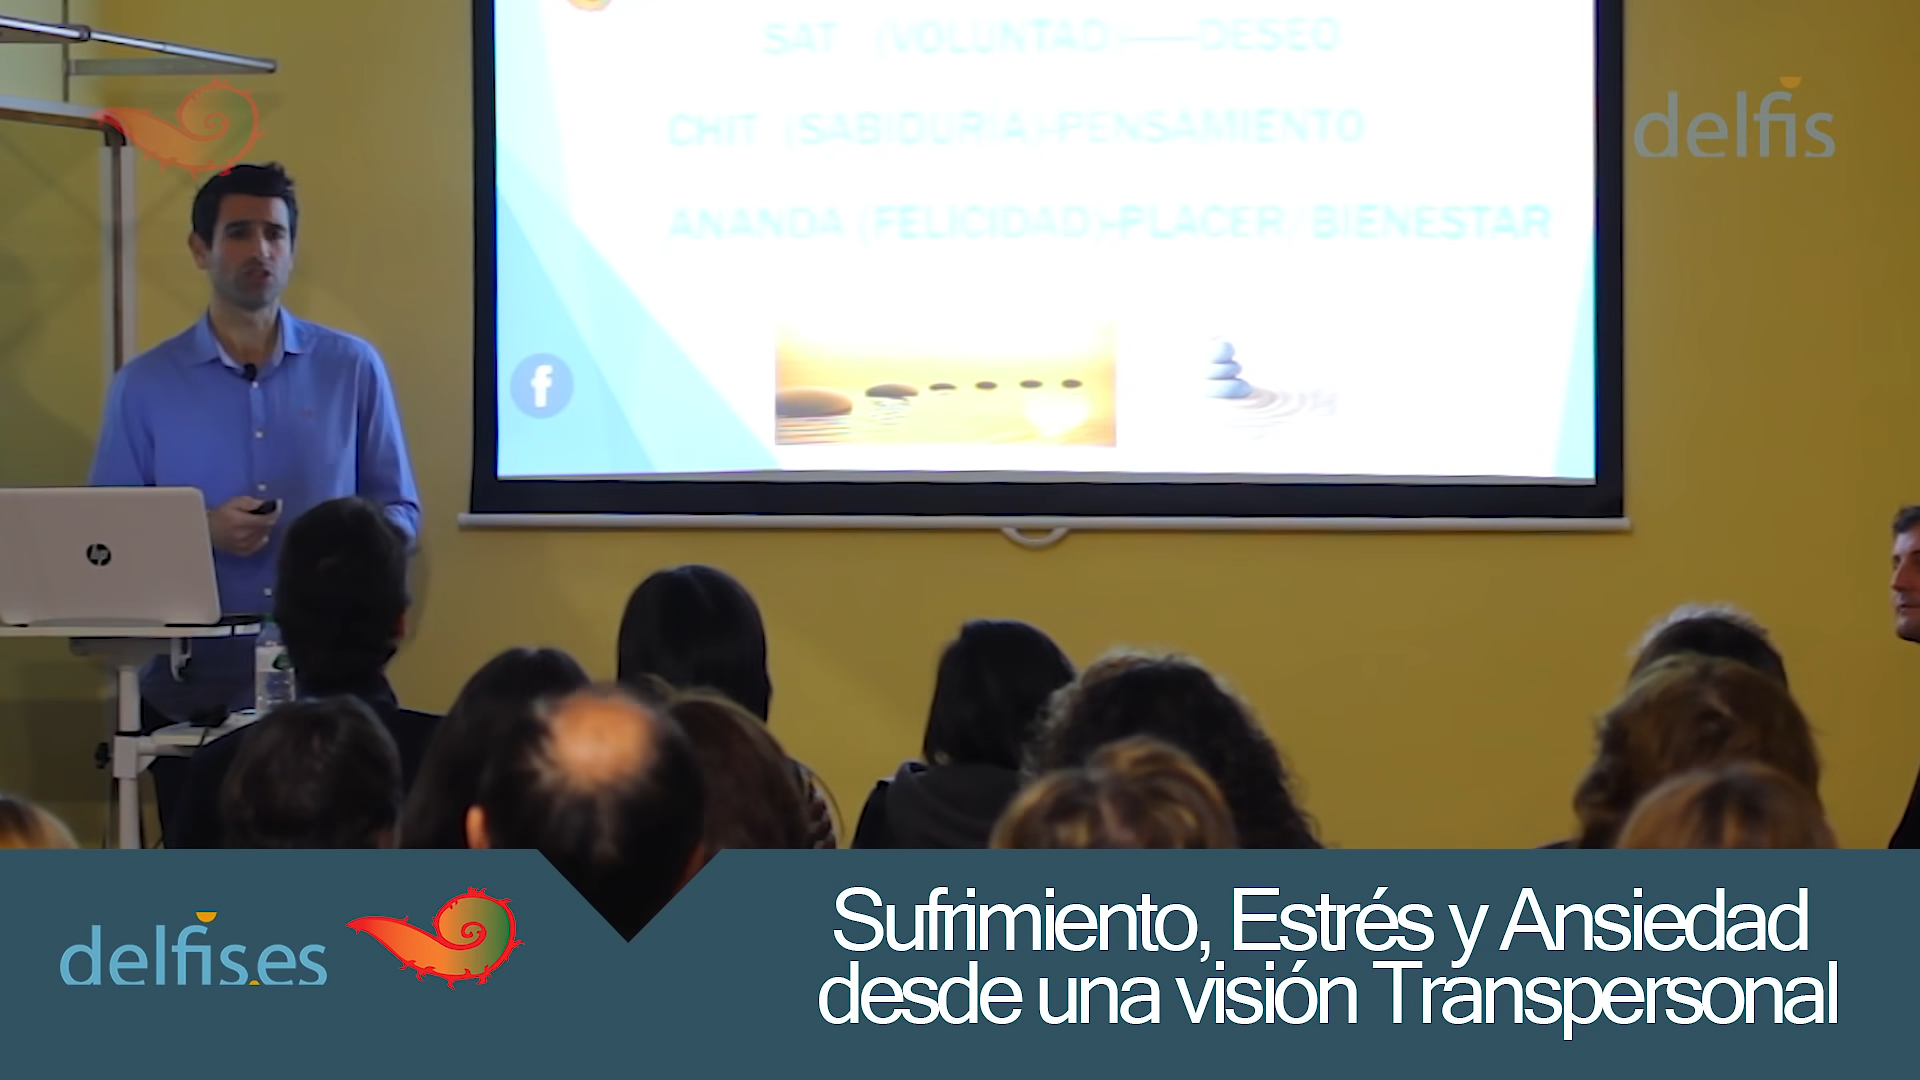 SAT (VOLUNTAD)——DESEO
CHIT (SABIDURIA)-PENSAMIENTO
ANANDA (FELICIDAD)-PLACER/ BIENESTAR
f
delfis
hp
delfis.es
Sufrimiento, Estrés y Ansiedad
desde una visión Transpersonal